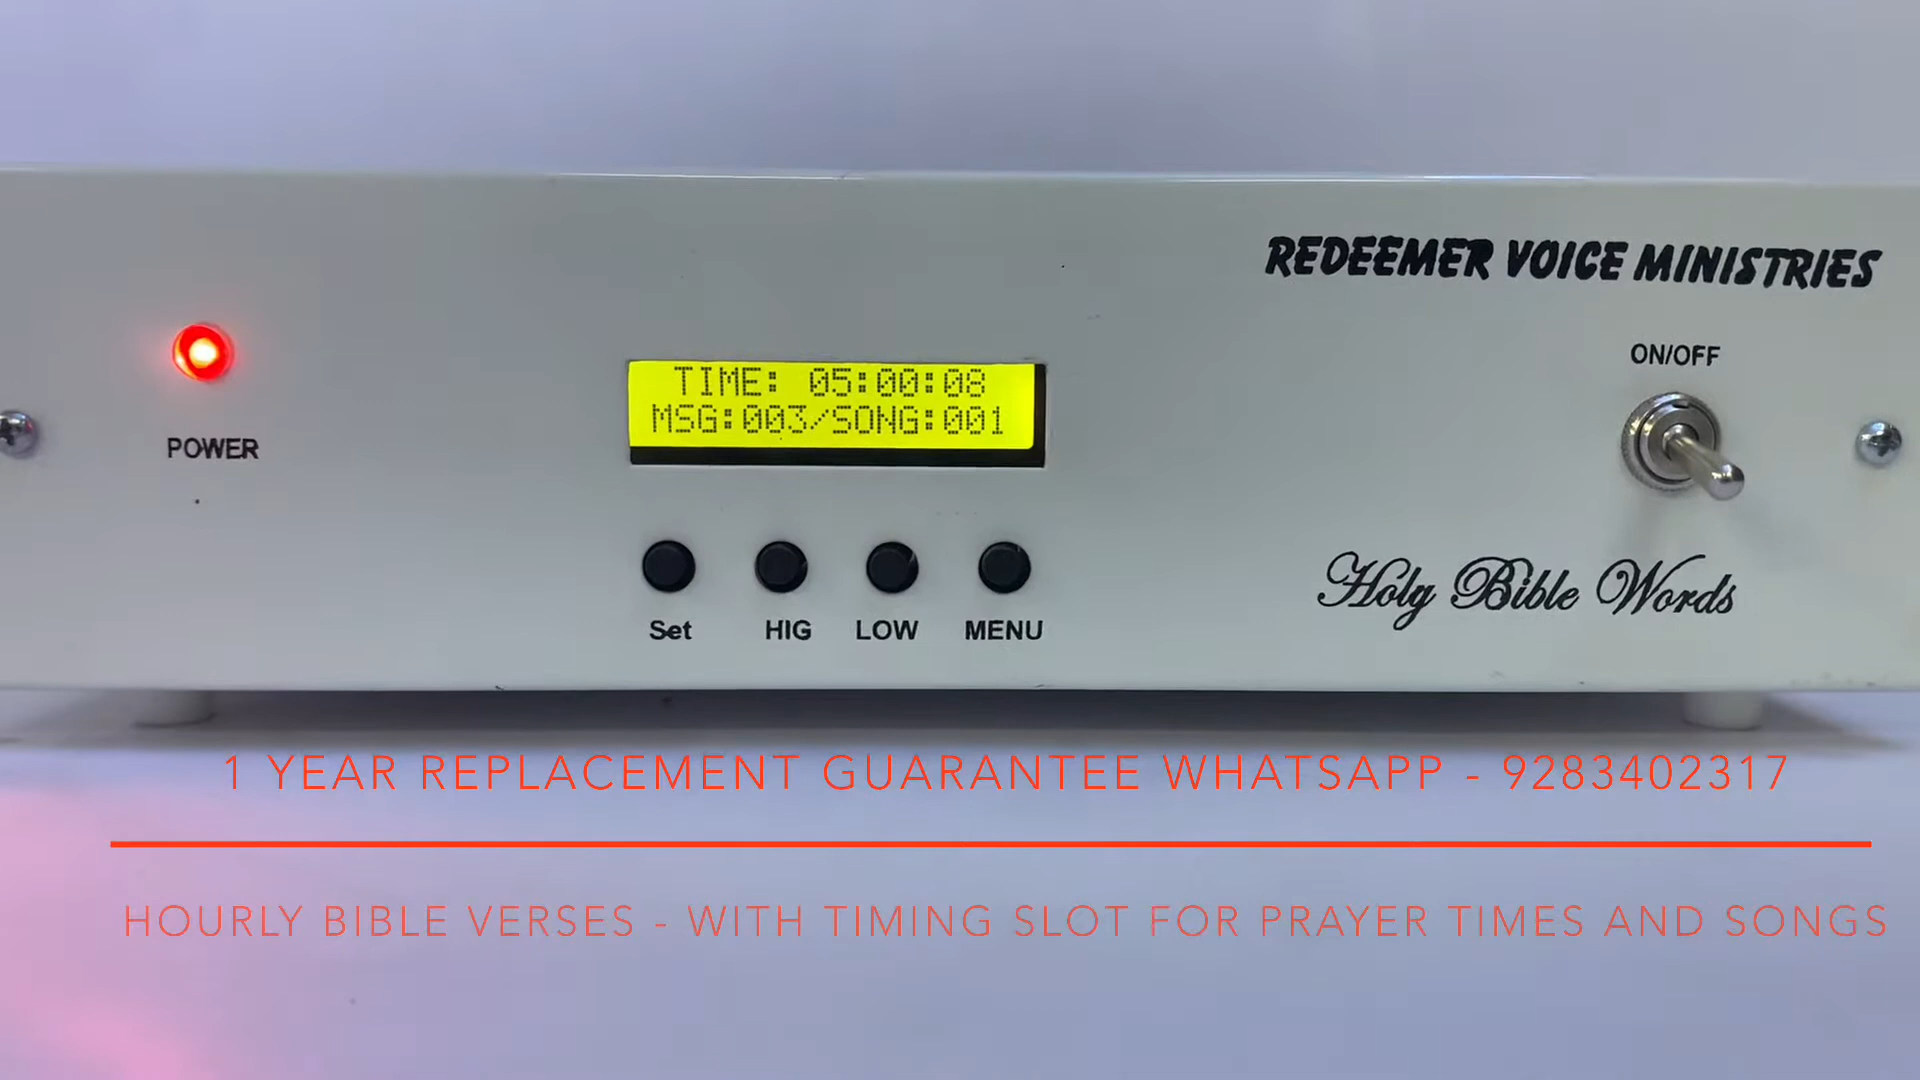 REDEEMER VOICE MINISTRIES
ON/OFF
TIME: 05:00:08
MSG:003/SONG:001
POWER
Holy Bible Words
Set HIG LOW MENU
1 YEAR REPLACEMENT GUARANTEE WHATSAPP - 9283402317
HOURLY BIBLE VERSES - WITH TIMING SLOT FOR PRAYER TIMES AND SONGS